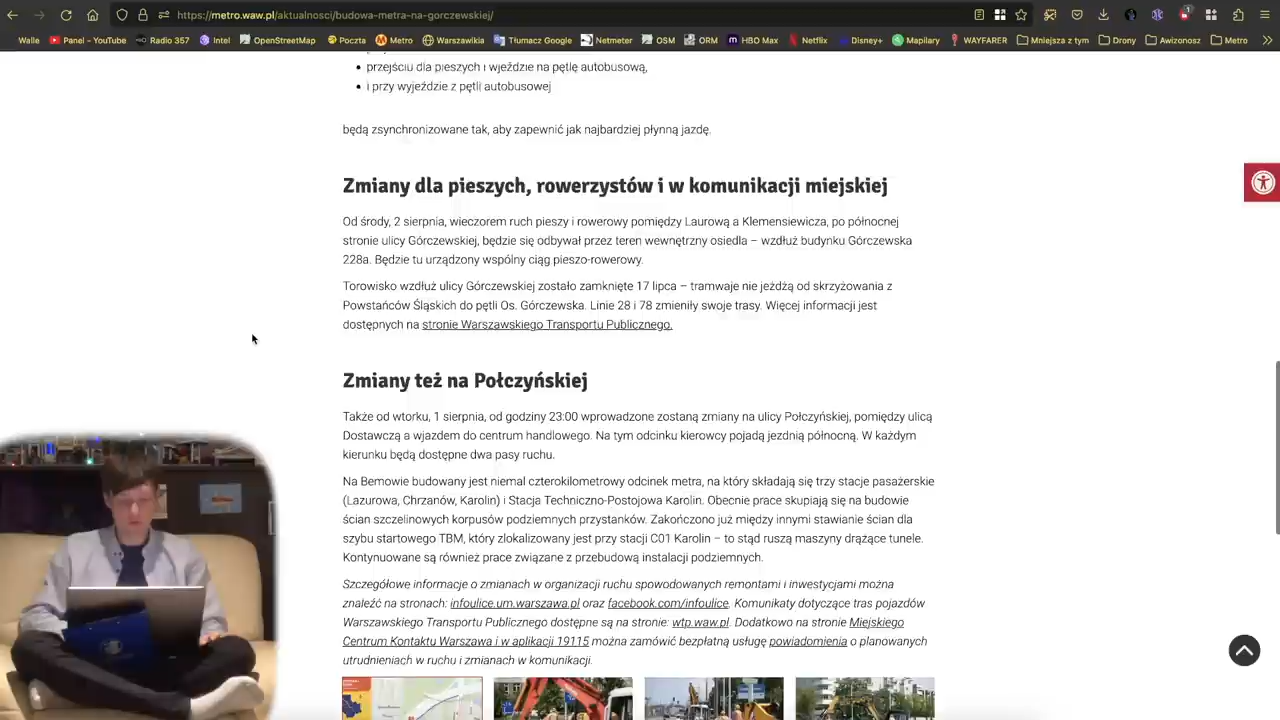 https://metro.waw.pl/aktualnosci/budowa-metra-na-gorczewskiej/
Walle Panel - YouTube Radio 357 Intel OpenStreetMap Poczta Metro Warszawikia Tłumacz Google Netmeter OSM ORM HBO Max Netflix Disney+ Mapilary WAYFARER Mniejsza z tym Drony Awizonosz Metro
przejściu dla pieszych i wjeździe na pętlę autobusową,
i przy wyjeździe z pętli autobusowej
będą zsynchronizowane tak, aby zapewnić jak najbardziej płynną jazdę.
Zmiany dla pieszych, rowerzystów i w komunikacji miejskiej
Od środy, 2 sierpnia, wieczorem ruch pieszy i rowerowy pomiędzy Laurową a Klemensiewicza, po północnej
stronie ulicy Górczewskiej, będzie się odbywał przez teren wewnętrzny osiedla – wzdłuż budynku Górczewska
228a. Będzie tu urządzony wspólny ciąg pieszo-rowerowy.
Torowisko wzdłuż ulicy Górczewskiej zostało zamknięte 17 lipca – tramwaje nie jeżdżą od skrzyżowania z
Powstańców Śląskich do pętli Os. Górczewska. Linie 28 i 78 zmieniły swoje trasy. Więcej informacji jest
dostępnych na stronie Warszawskiego Transportu Publicznego.
Zmiany też na Połczyńskiej
Także od wtorku, 1 sierpnia, od godziny 23:00 wprowadzone zostaną zmiany na ulicy Połczyńskiej, pomiędzy ulicą
Dostawczą a wjazdem do centrum handlowego. Na tym odcinku kierowcy pojadą jezdnią północną. W każdym
kierunku będą dostępne dwa pasy ruchu.
Na Bemowie budowany jest niemal czterokilometrowy odcinek metra, na który składają się trzy stacje pasażerskie
(Lazurowa, Chrzanów, Karolin) i Stacja Techniczno-Postojowa Karolin. Obecnie prace skupiają się na budowie
ścian szczelinowych korpusów podziemnych przystanków. Zakończono już między innymi stawianie ścian dla
szybu startowego TBM, który zlokalizowany jest przy stacji C01 Karolin – to stąd ruszą maszyny drążące tunele.
Kontynuowane są również prace związane z przebudową instalacji podziemnych.
Szczegółowe informacje o zmianach w organizacji ruchu spowodowanych remontami i inwestycjami można
znaleźć na stronach: infoulice.um.warszawa.pl oraz facebook.com/infoulice. Komunikaty dotyczące tras pojazdów
Warszawskiego Transportu Publicznego dostępne są na stronie: wtp.waw.pl. Dodatkowo na stronie Miejskiego
Centrum Kontaktu Warszawa i w aplikacji 19115 można zamówić bezpłatną usługę powiadomienia o planowanych
utrudnieniach w ruchu i zmianach w komunikacji.